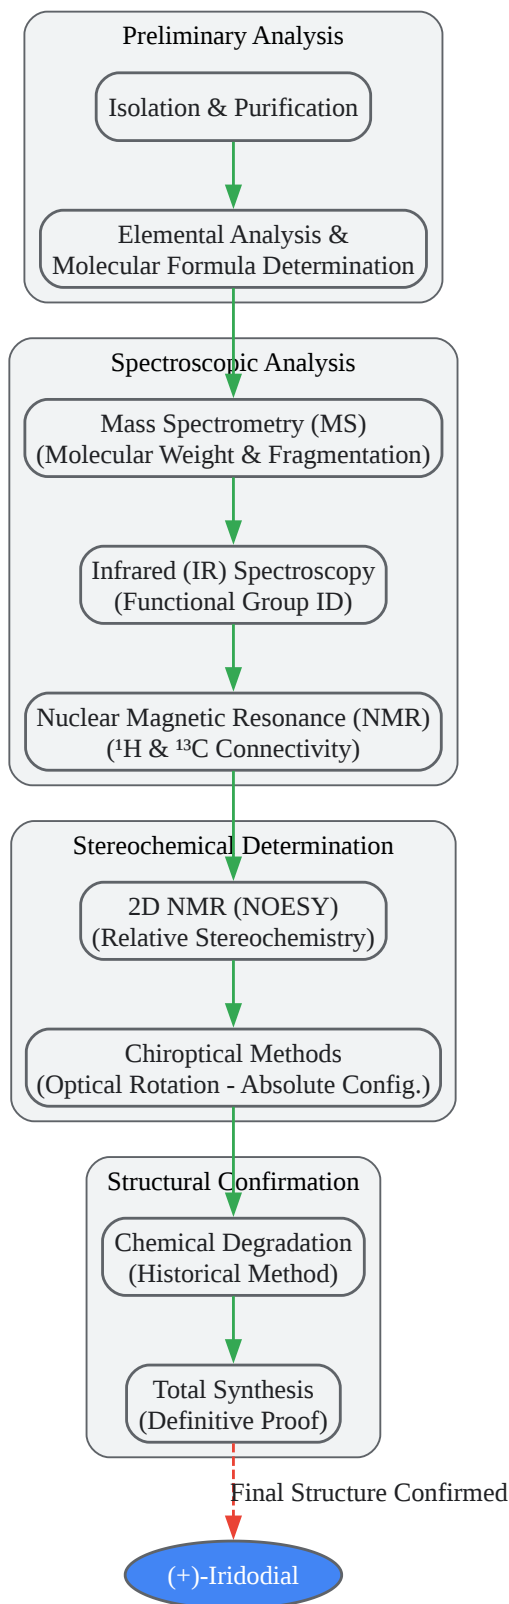 Preliminary Analysis
Isolation & Purification
Elemental Analysis &
Molecular Formula Determination
Spectroscopic Analysis
Mass Spectrometry (MS)
(Molecular Weight & Fragmentation)
Infrared (IR) Spectroscopy
(Functional Group ID)
Nuclear Magnetic Resonance (NMR)
(¹H & ¹³C Connectivity)
Stereochemical Determination
2D NMR (NOESY)
(Relative Stereochemistry)
Chiroptical Methods
(Optical Rotation - Absolute Config.)
Structural Confirmation
Chemical Degradation
(Historical Method)
Total Synthesis
(Definitive Proof)
Final Structure Confirmed
(+)-Iridodial